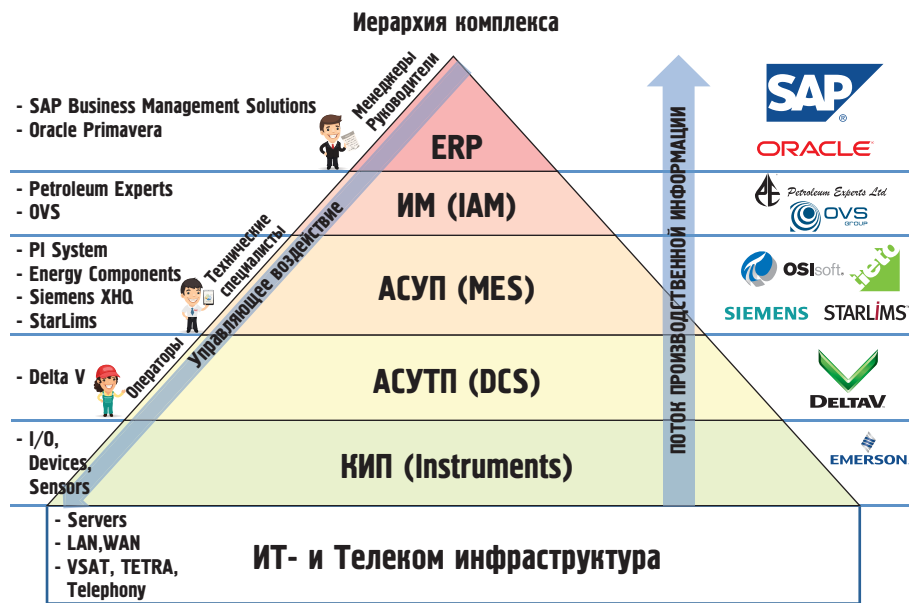 Иерархия комплекса
Менеджеры
Руководители
- SAP Business Management Solutions
- Oracle Primavera
ERP
SAP
®
ORACLE®
- Petroleum Experts
- OVS
ИМ (IAM)
Petroleum Experts Ltd
OVS
GROUP
Технические
специалисты
Управляющее воздействие
ПОТОК ПРОИЗВОДСТВЕННОЙ ИНФОРМАЦИИ
- PI System
- Energy Components
- Siemens XHQ
- StarLims
АСУП (MES)
OSIsoft.
tieto
SIEMENS
STARLiMS
Операторы
- Delta V
АСУТП (DCS)
DELTAV
- I/O,
Devices,
Sensors
КИП (Instruments)
EMERSON
- Servers
- LAN,WAN
- VSAT, TETRA,
Telephony
ИТ- и Телеком инфраструктура